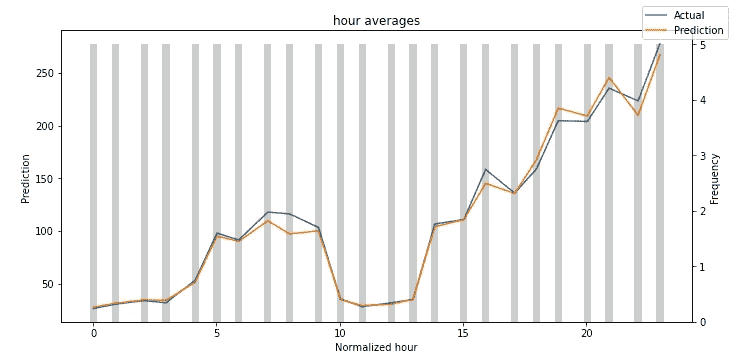 hour averages
Actual
Prediction
250
200
150
100
50
Prediction
5
4
3
2
1
0
Frequency
0 5 10 15 20
Normalized hour